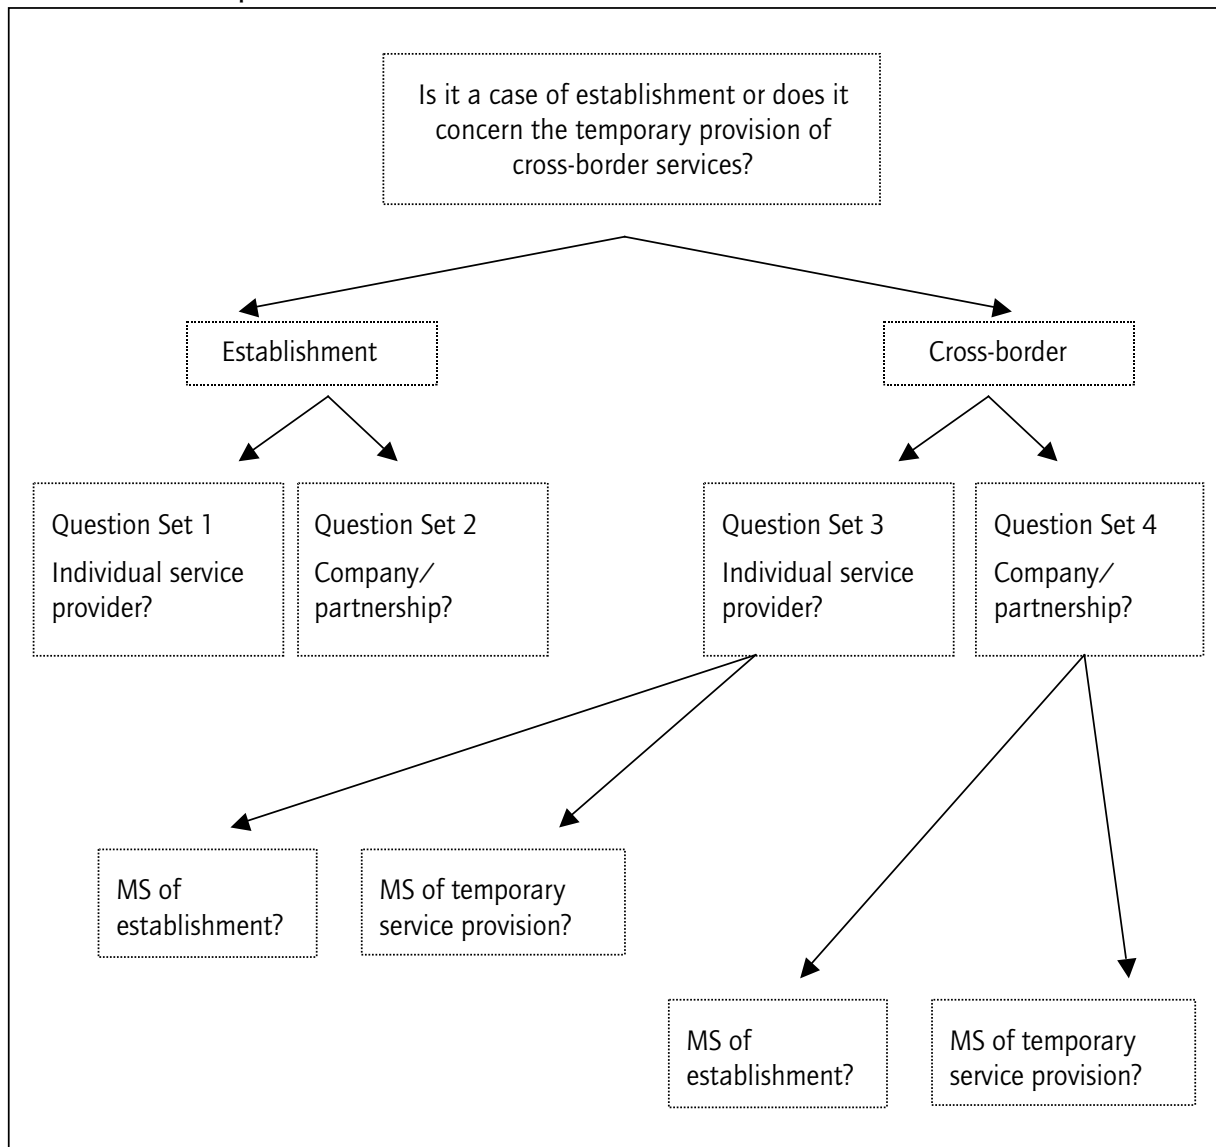 Is it a case of establishment or does it
concern the temporary provision of
cross-border services?
Establishment
Cross-border
Question Set 1
Individual service
provider?
Question Set 2
Company/
partnership?
Question Set 3
Individual service
provider?
Question Set 4
Company/
partnership?
MS of
establishment?
MS of temporary
service provision?
MS of
establishment?
MS of temporary
service provision?